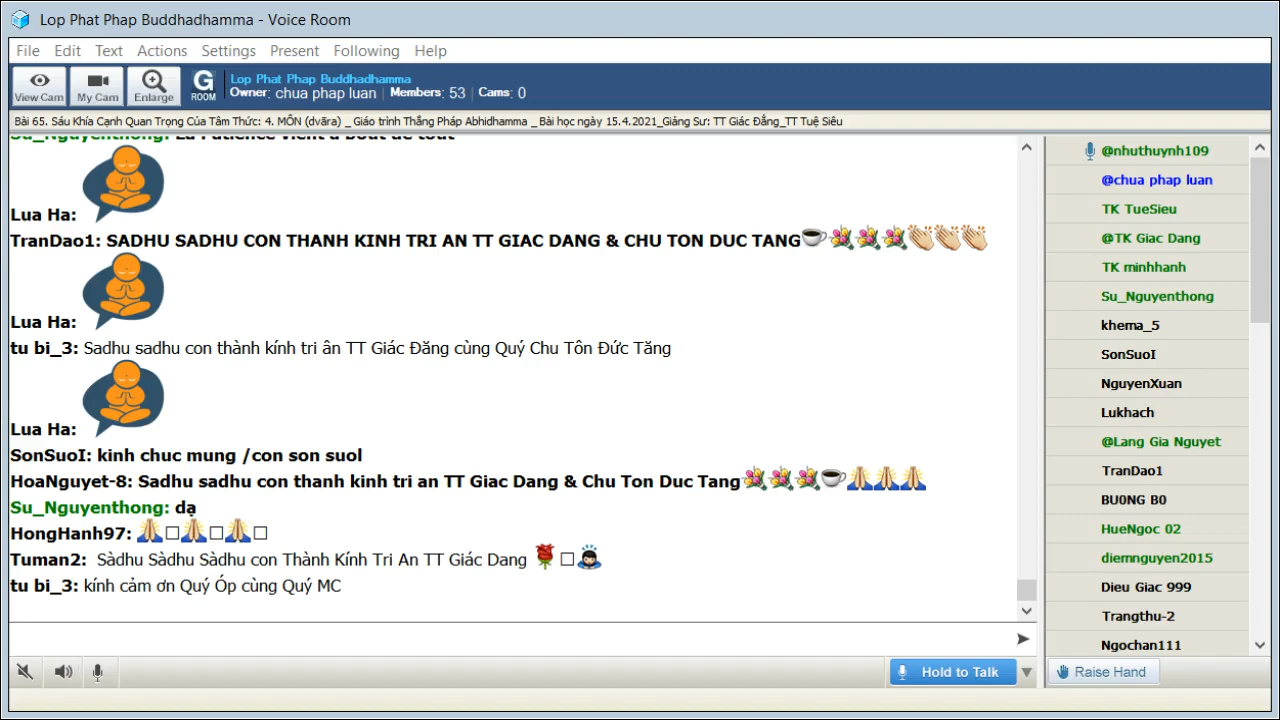 Lop Phat Phap Buddhadhamma - Voice Room
File Edit Text Actions Settings Present Following Help
View Cam
My Cam
Enlarge
G ROOM
Lop Phat Phap Buddhadhamma
Owner: chua phap luan | Members: 53 | Cams: 0
Bài 65. Sáu Khía Cạnh Quan Trọng Của Tâm Thức: 4. MÔN (dvāra) _ Giáo trình Thắng Pháp Abhidhamma _Bài học ngày 15.4.2021_Giảng Sư: TT Giác Đẳng_TT Tuệ Siêu
Su_Nguyenthong: La Patience vient a bout de tout
Lua Ha:
TranDao1: SADHU SADHU CON THANH KINH TRI AN TT GIAC DANG & CHU TON DUC TANG☕💐💐💐👏👏👏
Lua Ha:
tu bi_3: Sadhu sadhu con thành kính tri ân TT Giác Đăng cùng Quý Chu Tôn Đức Tăng
Lua Ha:
SonSuoI: kinh chuc mung /con son suol
HoaNguyet-8: Sadhu sadhu con thanh kinh tri an TT Giac Dang & Chu Ton Duc Tang💐💐💐☕🙏🙏🙏
Su_Nguyenthong: dạ
HongHanh97: 🙏□🙏□🙏□
Tuman2: Sàdhu Sàdhu Sàdhu con Thành Kính Tri An TT Giác Dang 🌹□🙇
tu bi_3: kính cảm ơn Quý Óp cùng Quý MC
Hold to Talk
@nhuthuynh109
@chua phap luan
TK TueSieu
@TK Giac Dang
TK minhhanh
Su_Nguyenthong
khema_5
SonSuoI
NguyenXuan
Lukhach
@Lang Gia Nguyet
TranDao1
BU0NG B0
HueNgoc 02
diemnguyen2015
Dieu Giac 999
Trangthu-2
Ngochan111
Raise Hand